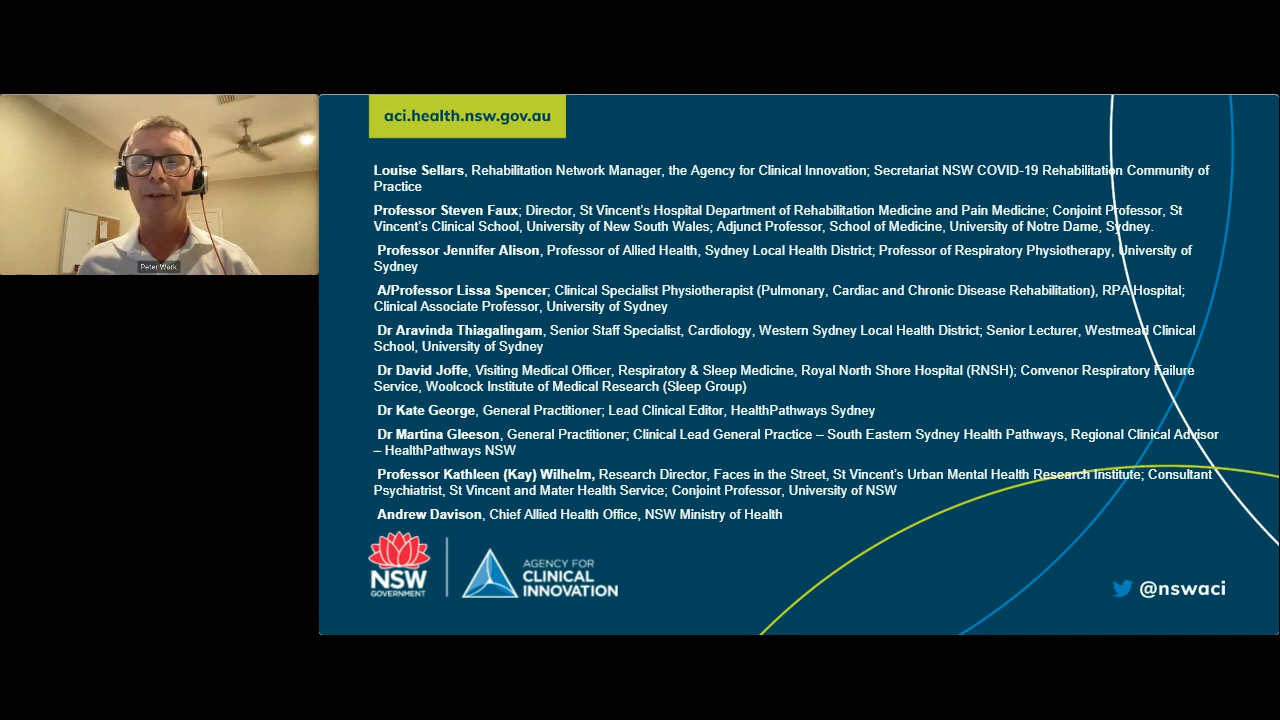 Peter Wark
aci.health.nsw.gov.au
Louise Sellars, Rehabilitation Network Manager, the Agency for Clinical Innovation; Secretariat NSW COVID-19 Rehabilitation Community of
Practice
Professor Steven Faux; Director, St Vincent's Hospital Department of Rehabilitation Medicine and Pain Medicine; Conjoint Professor, St
Vincent's Clinical School, University of New South Wales; Adjunct Professor, School of Medicine, University of Notre Dame, Sydney.
Professor Jennifer Alison, Professor of Allied Health, Sydney Local Health District; Professor of Respiratory Physiotherapy, University of
Sydney
A/Professor Lissa Spencer; Clinical Specialist Physiotherapist (Pulmonary, Cardiac and Chronic Disease Rehabilitation), RPA Hospital;
Clinical Associate Professor, University of Sydney
Dr Aravinda Thiagalingam, Senior Staff Specialist, Cardiology, Western Sydney Local Health District; Senior Lecturer, Westmead Clinical
School, University of Sydney
Dr David Joffe, Visiting Medical Officer, Respiratory & Sleep Medicine, Royal North Shore Hospital (RNSH); Convenor Respiratory Failure
Service, Woolcock Institute of Medical Research (Sleep Group)
Dr Kate George, General Practitioner; Lead Clinical Editor, HealthPathways Sydney
Dr Martina Gleeson, General Practitioner; Clinical Lead General Practice – South Eastern Sydney Health Pathways, Regional Clinical Advisor
– HealthPathways NSW
Professor Kathleen (Kay) Wilhelm, Research Director, Faces in the Street, St Vincent's Urban Mental Health Research Institute; Consultant
Psychiatrist, St Vincent and Mater Health Service; Conjoint Professor, University of NSW
Andrew Davison, Chief Allied Health Office, NSW Ministry of Health
NSW
GOVERNMENT
AGENCY FOR
CLINICAL
INNOVATION
@nswaci